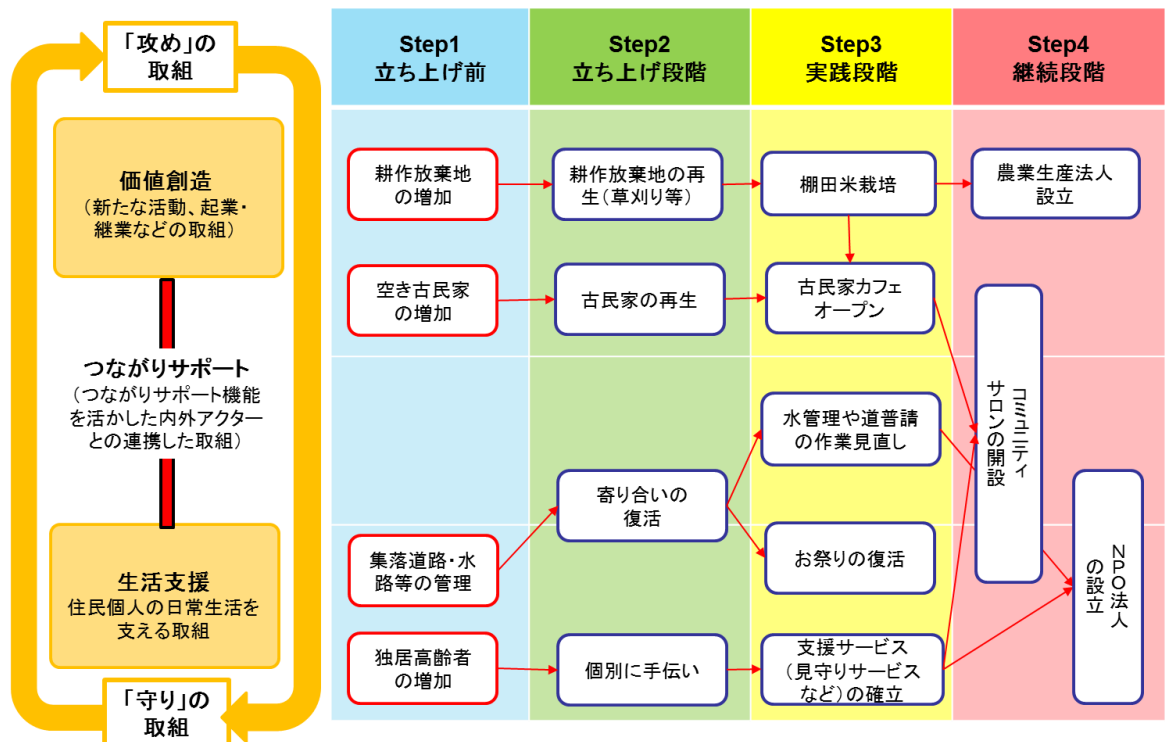 「攻め」の
取組
価値創造
（新たな活動、起業・
継業などの取組）
つながりサポート
（つながりサポート機能
を活かした内外アクター
との連携した取組）
生活支援
住民個人の日常生活を
支える取組
「守り」の
取組
Step1
立ち上げ前
Step2
立ち上げ段階
Step3
実践段階
Step4
継続段階
耕作放棄地
の増加
耕作放棄地の再
生（草刈り等）
棚田米栽培
農業生産法人
設立
空き古民家
の増加
古民家の再生
古民家カフェ
オープン
コミュニティ
サロンの開設
水管理や道普請
の作業見直し
寄り合いの
復活
集落道路・水
路等の管理
お祭りの復活
NPO法人
の設立
独居高齢者
の増加
個別に手伝い
支援サービス
（見守りサービス
など）の確立